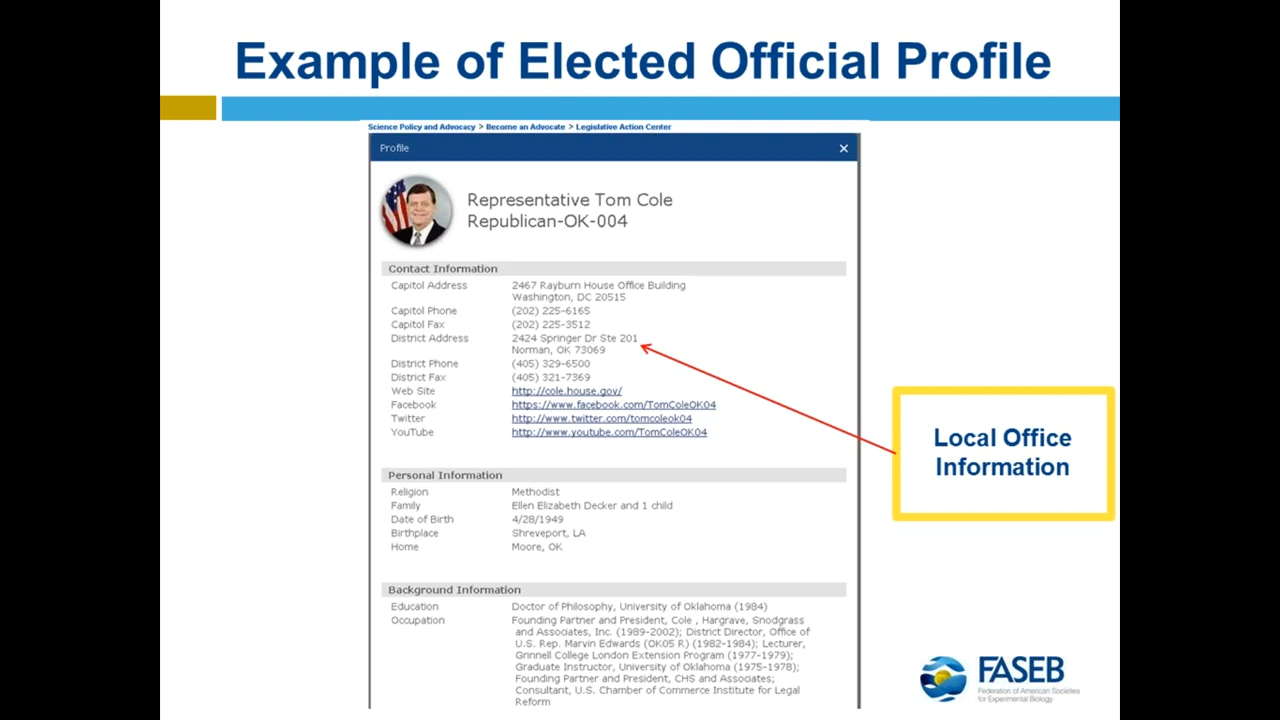 Example of Elected Official Profile
Science Policy and Advocacy > Become an Advocate > Legislative Action Center
Profile
Representative Tom Cole
Republican-OK-004
Contact Information
Capitol Address 2467 Rayburn House Office Building
Washington, DC 20515
Capitol Phone (202) 225-6165
Capitol Fax (202) 225-3512
District Address 2424 Springer Dr Ste 201
Norman, OK 73069
District Phone (405) 329-6500
District Fax (405) 321-7369
Web Site http://cole.house.gov/
Facebook https://www.facebook.com/TomColeOK04
Twitter http://www.twitter.com/tomcoleok04
YouTube http://www.youtube.com/TomColeOK04
Local Office
Information
Personal Information
Religion Methodist
Family Ellen Elizabeth Decker and 1 child
Date of Birth 4/28/1949
Birthplace Shreveport, LA
Home Moore, OK
Background Information
Education Doctor of Philosophy, University of Oklahoma (1984)
Occupation Founding Partner and President, Cole , Hargrave, Snodgrass
and Associates, Inc. (1989-2002); District Director, Office of
U.S. Rep. Marvin Edwards (OK05 R) (1982-1984); Lecturer,
Grinnell College London Extension Program (1977-1979);
Graduate Instructor, University of Oklahoma (1975-1978);
Founding Partner and President, CHS and Associates;
Consultant, U.S. Chamber of Commerce Institute for Legal
Reform
FASEB
Federation of American Societies
for Experimental Biology